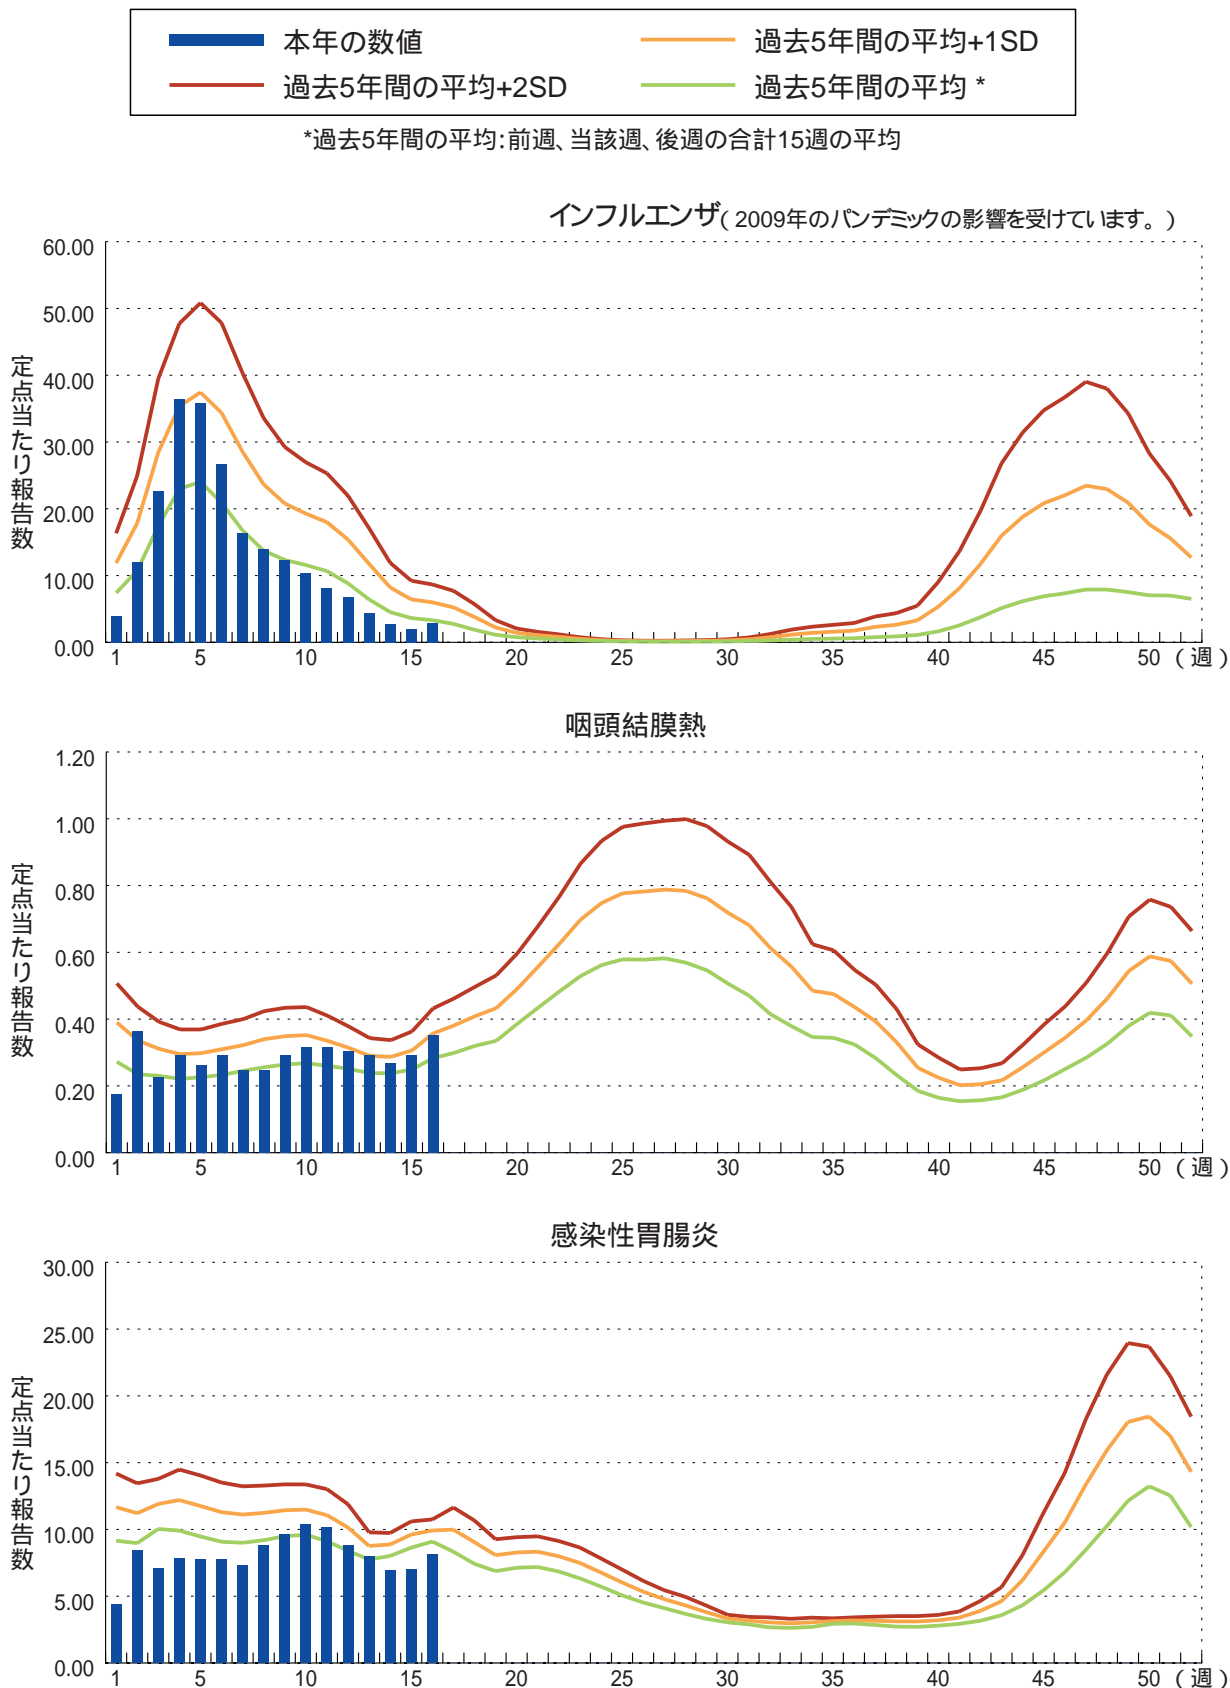 本年の数値
過去5年間の平均+1SD
過去5年間の平均+2SD
過去5年間の平均 *
*過去5年間の平均:前週、当該週、後週の合計15週の平均
インフルエンザ( 2009年のパンデミックの影響を受けています。 )
定点当たり報告数
60.00
50.00
40.00
30.00
20.00
10.00
0.00
1 5 10 15 20 25 30 35 40 45 50 ( 週 )
咽頭結膜熱
定点当たり報告数
1.20
1.00
0.80
0.60
0.40
0.20
0.00
1 5 10 15 20 25 30 35 40 45 50 ( 週 )
感染性胃腸炎
定点当たり報告数
30.00
25.00
20.00
15.00
10.00
5.00
0.00
1 5 10 15 20 25 30 35 40 45 50 ( 週 )